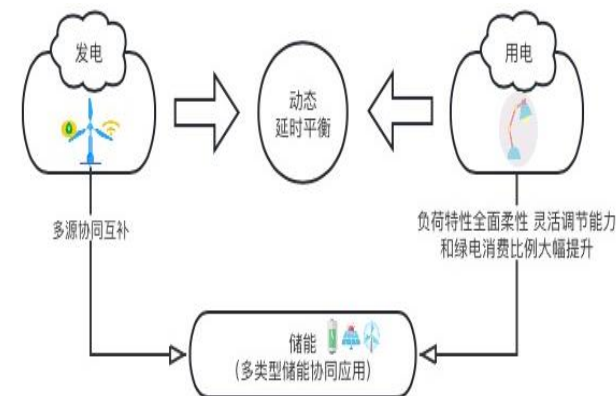 发电
用电
动态
延时平衡
多源协同互补
负荷特性全面柔性 灵活调节能力
和绿电消费比例大幅提升
储能
(多类型储能协同应用)